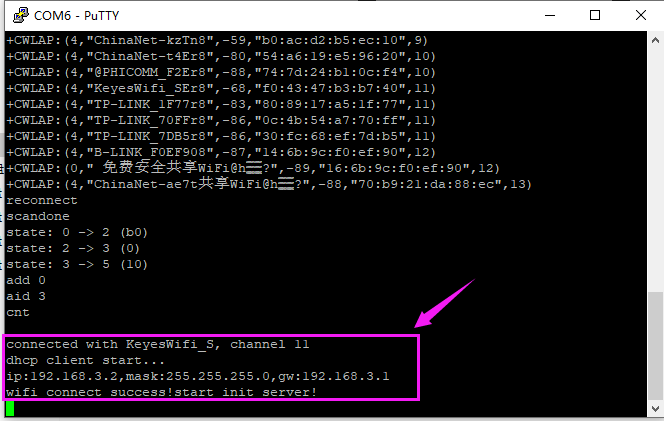 COM6 - PuTTY
+CWLAP:(4,"ChinaNet-kzTn8",-59,"b0:ac:d2:b5:ec:10",9)
+CWLAP:(4,"ChinaNet-t4Er8",-80,"54:a6:19:e5:96:20",10)
+CWLAP:(4,"@PHICOMM_F2Er8",-88,"74:7d:24:b1:0c:f4",10)
+CWLAP:(4,"KeyesWifi_SEr8",-68,"f0:43:47:b3:b7:40",11)
+CWLAP:(4,"TP-LINK_1F77r8",-83,"80:89:17:a5:1f:77",11)
+CWLAP:(4,"TP-LINK_70FFr8",-86,"0c:4b:54:a7:70:ff",11)
+CWLAP:(4,"TP-LINK_7DB5r8",-86,"30:fc:68:ef:7d:b5",11)
+CWLAP:(4,"B-LINK_F0EF908",-87,"14:6b:9c:f0:ef:90",12)
+CWLAP:(0," 免费安全共享WiFi@h?",-89,"16:6b:9c:f0:ef:90",12)
+CWLAP:(4,"ChinaNet-ae7t共享WiFi@h?",-88,"70:b9:21:da:88:ec",13)
reconnect
scandone
state: 0 -> 2 (b0)
state: 2 -> 3 (0)
state: 3 -> 5 (10)
add 0
aid 3
cnt
connected with KeyesWifi_S, channel 11
dhcp client start...
ip:192.168.3.2,mask:255.255.255.0,gw:192.168.3.1
wifi connect success!start init server!